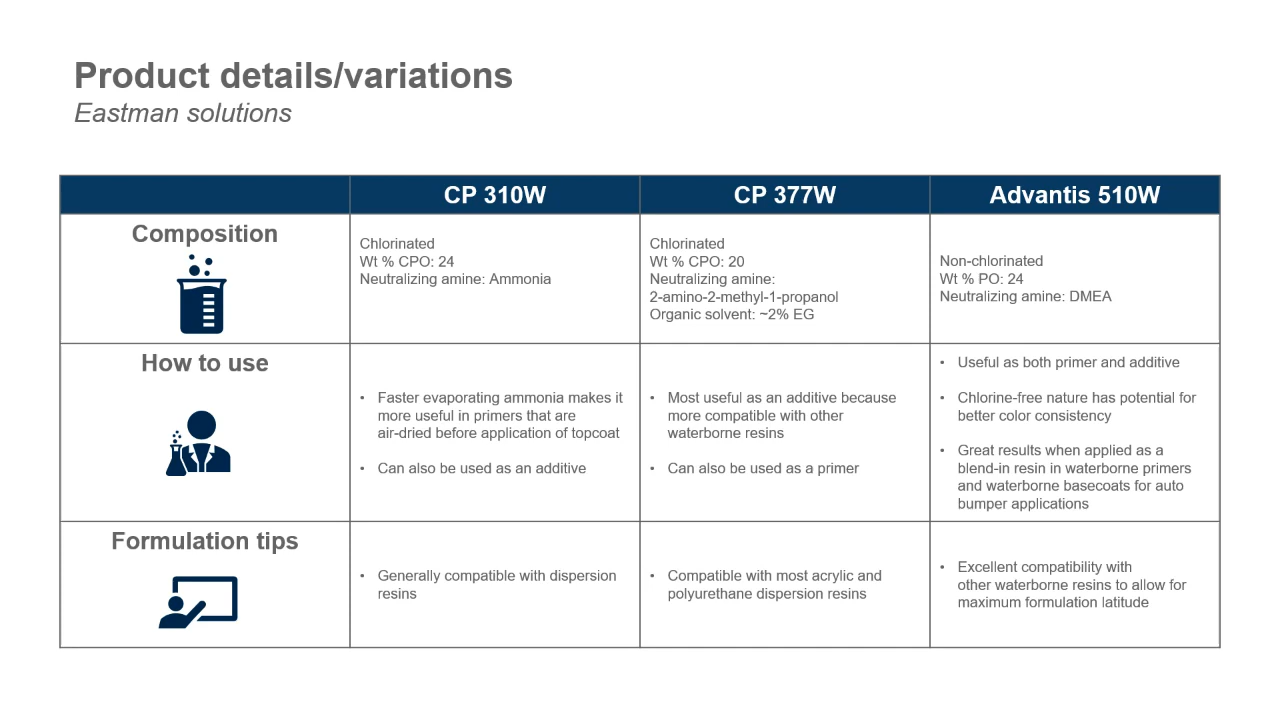 Product details/variations
Eastman solutions
CP 310W
CP 377W
Advantis 510W
Composition
Chlorinated
Wt % CPO: 24
Neutralizing amine: Ammonia
Chlorinated
Wt % CPO: 20
Neutralizing amine:
2-amino-2-methyl-1-propanol
Organic solvent: ~2% EG
Non-chlorinated
Wt % PO: 24
Neutralizing amine: DMEA
How to use
• Faster evaporating ammonia makes it
more useful in primers that are
air-dried before application of topcoat
• Can also be used as an additive
• Most useful as an additive because
more compatible with other
waterborne resins
• Can also be used as a primer
• Useful as both primer and additive
• Chlorine-free nature has potential for
better color consistency
• Great results when applied as a
blend-in resin in waterborne primers
and waterborne basecoats for auto
bumper applications
Formulation tips
• Generally compatible with dispersion
resins
• Compatible with most acrylic and
polyurethane dispersion resins
• Excellent compatibility with
other waterborne resins to allow for
maximum formulation latitude